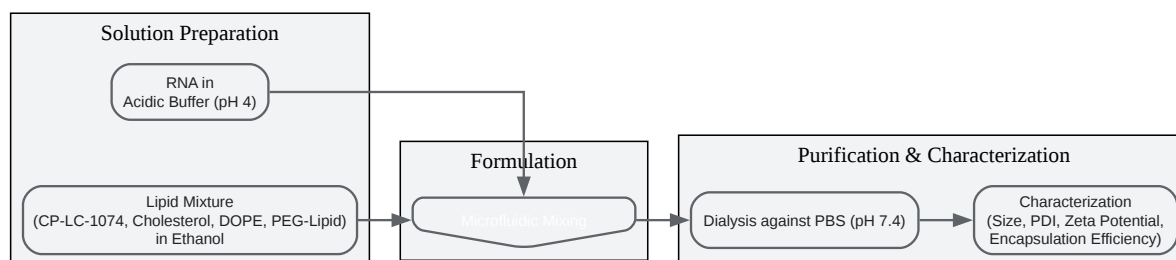 Solution Preparation
RNA in
Acidic Buffer (pH 4)
Lipid Mixture
(CP-LC-1074, Cholesterol, DOPE, PEG-Lipid)
in Ethanol
Formulation
Microfluidic Mixing
Purification & Characterization
Dialysis against PBS (pH 7.4)
Characterization
(Size, PDI, Zeta Potential,
Encapsulation Efficiency)